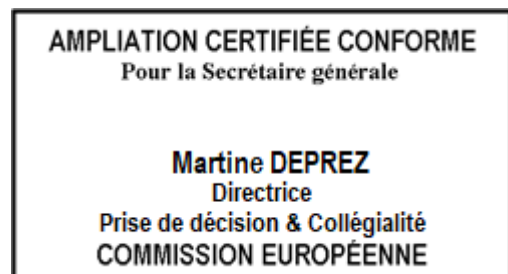 AMPLIATION CERTIFIÉE CONFORME
Pour la Secrétaire générale
Martine DEPREZ
Directrice
Prise de décision & Collégialité
COMMISSION EUROPÉENNE